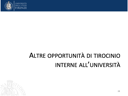 ALTRE OPPORTUNITÀ DI TIROCINIO
INTERNE ALL'UNIVERSITÀ